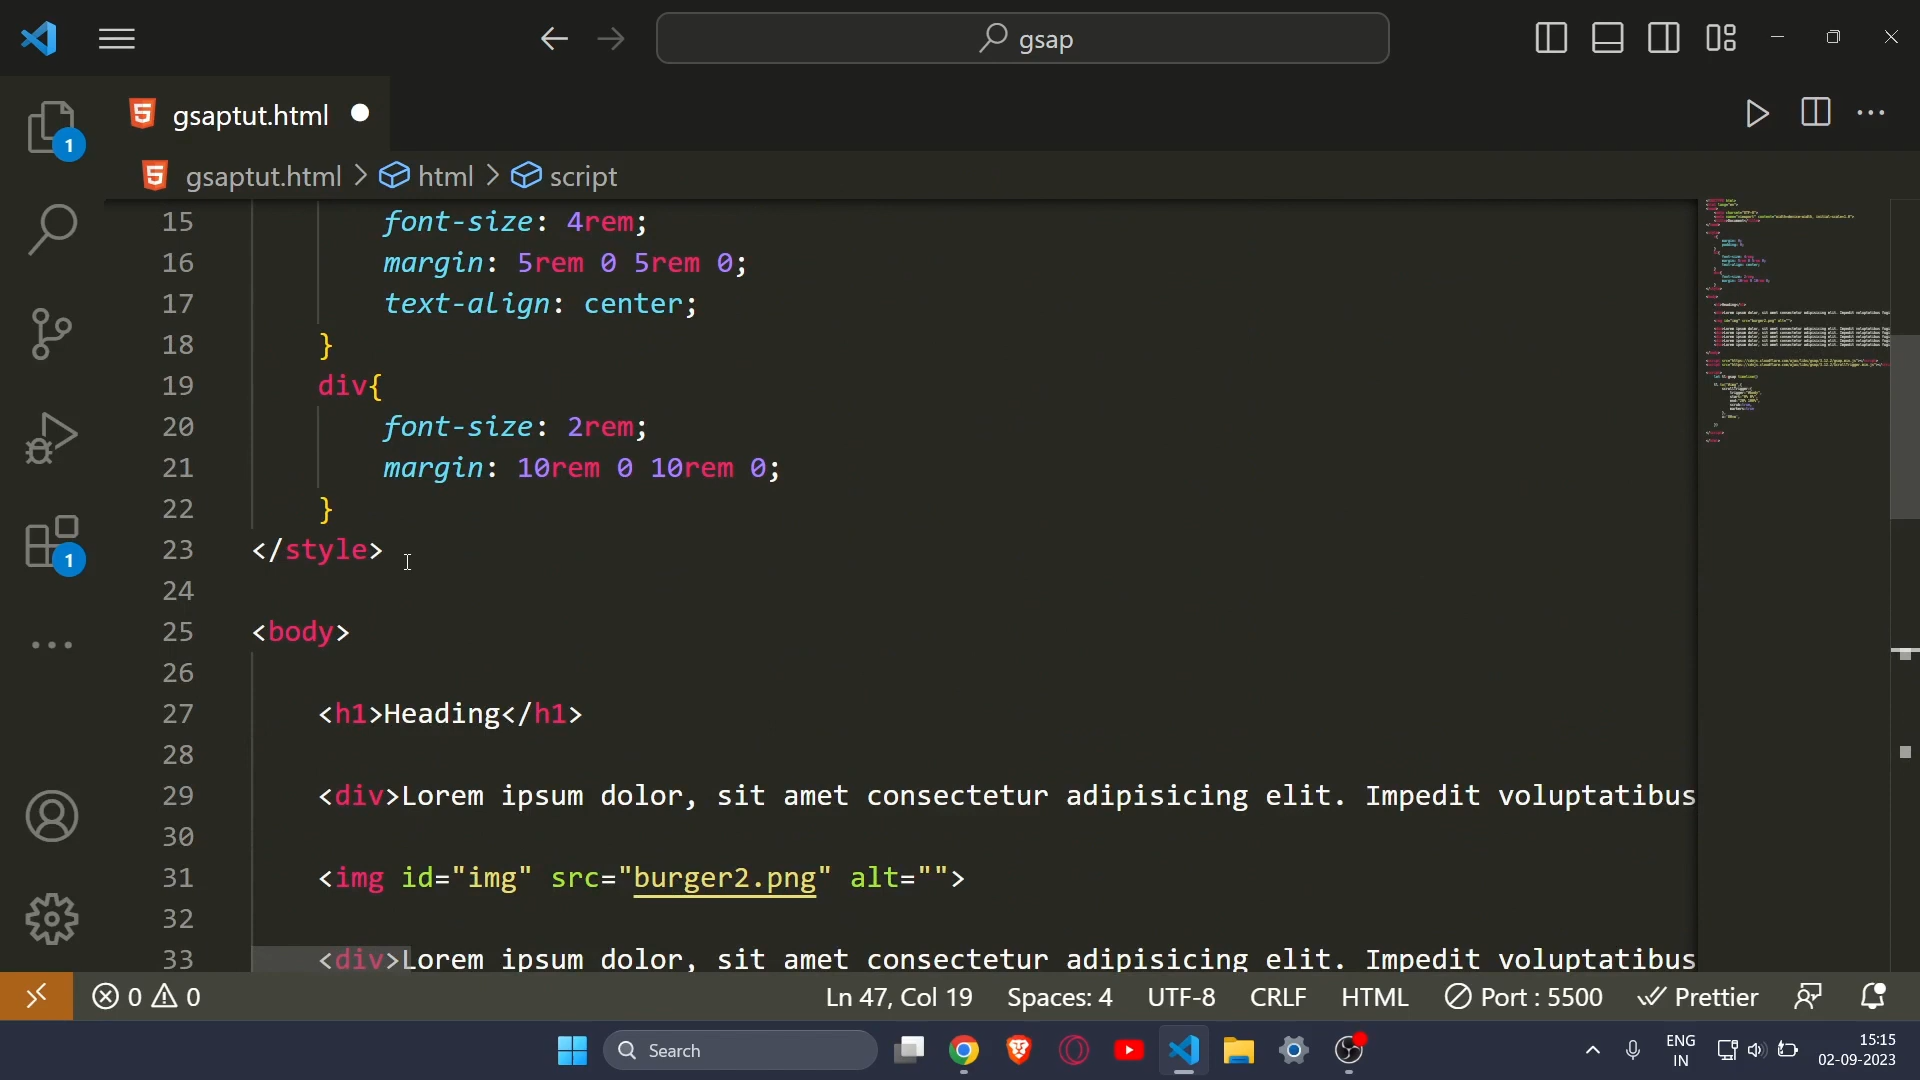 gsap
gsaptut.html
gsaptut.html > html > script
1
15 font-size: 4rem;
16 margin: 5rem 0 5rem 0;
17 text-align: center;
18 }
19 div{
20 font-size: 2rem;
21 margin: 10rem 0 10rem 0;
22 }
23 </style>
24
25 <body>
26
27 <h1>Heading</h1>
28
29 <div>Lorem ipsum dolor, sit amet consectetur adipisicing elit. Impedit voluptatibus
30
31 <img id="img" src="burger2.png" alt="">
32
33 <div>Lorem ipsum dolor, sit amet consectetur adipisicing elit. Impedit voluptatibus
1
0 0 Ln 47, Col 19 Spaces: 4 UTF-8 CRLF HTML Port : 5500 Prettier
Search
ENG
IN
15:15
02-09-2023